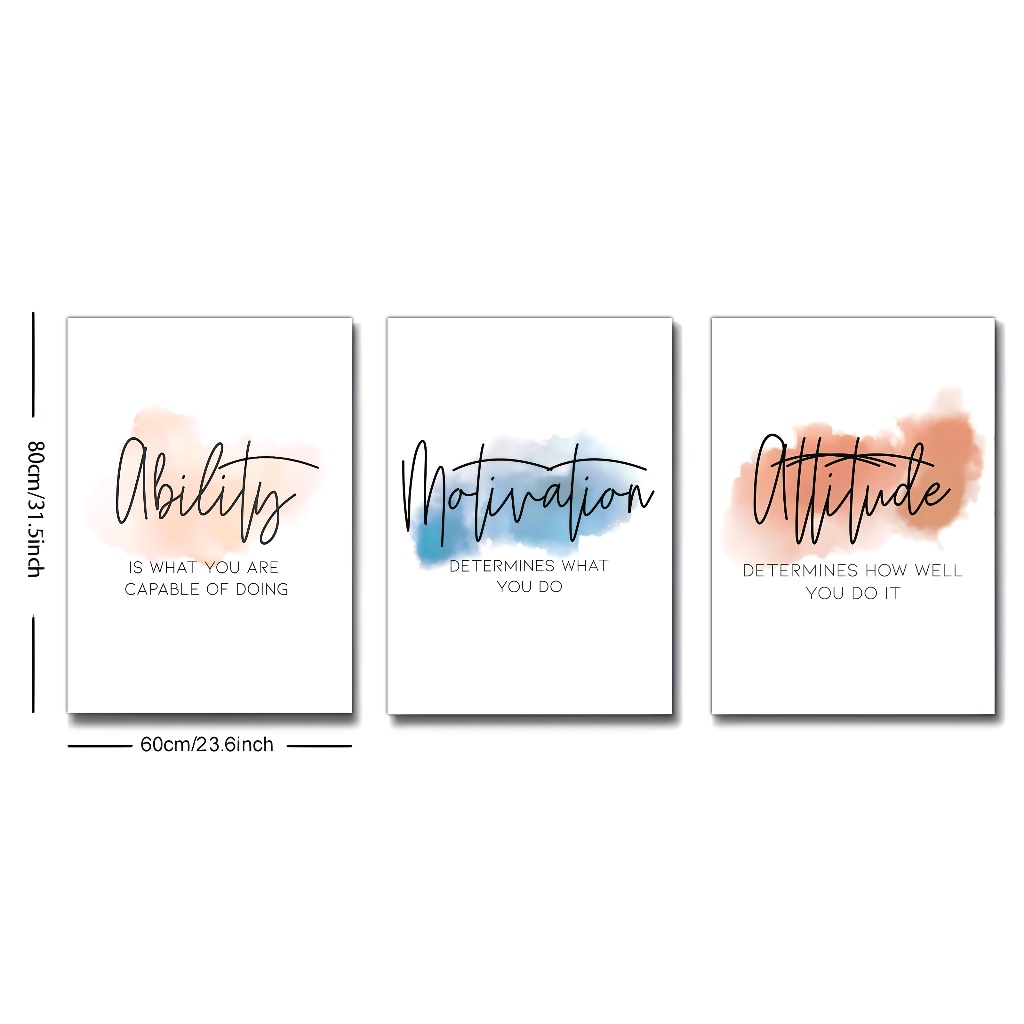 Ability
IS WHAT YOU ARE
CAPABLE OF DOING
Motivation
DETERMINES WHAT
YOU DO
Attitude
DETERMINES HOW WELL
YOU DO IT
80cm/31.5inch
60cm/23.6inch